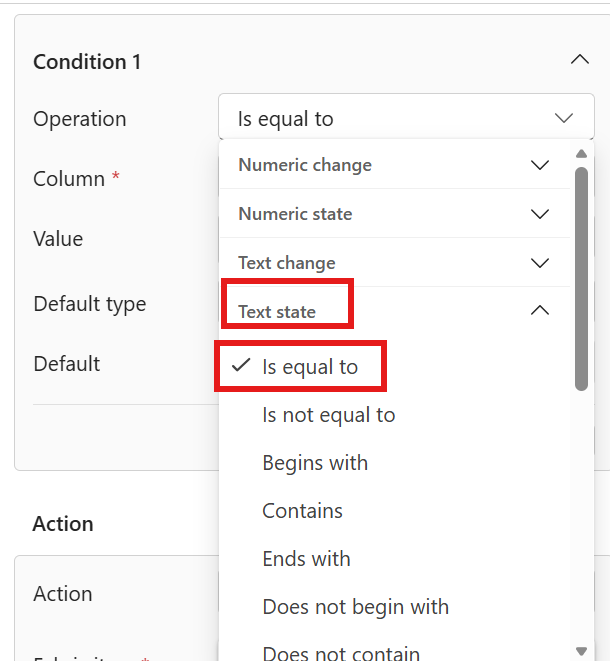 Condition 1
Operation
Is equal to
Column *
Value
Default type
Default
Numeric change
Numeric state
Text change
Text state
Is equal to
Is not equal to
Begins with
Contains
Ends with
Does not begin with
Does not contain
Action
Action